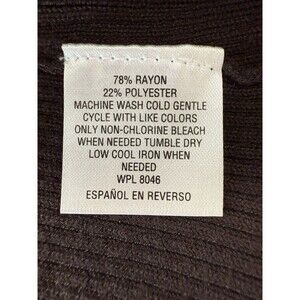 78% RAYON
22% POLYESTER
MACHINE WASH COLD GENTLE
CYCLE WITH LIKE COLORS
ONLY NON-CHLORINE BLEACH
WHEN NEEDED TUMBLE DRY
LOW COOL IRON WHEN
NEEDED
WPL 8046
ESPAÑOL EN REVERSO